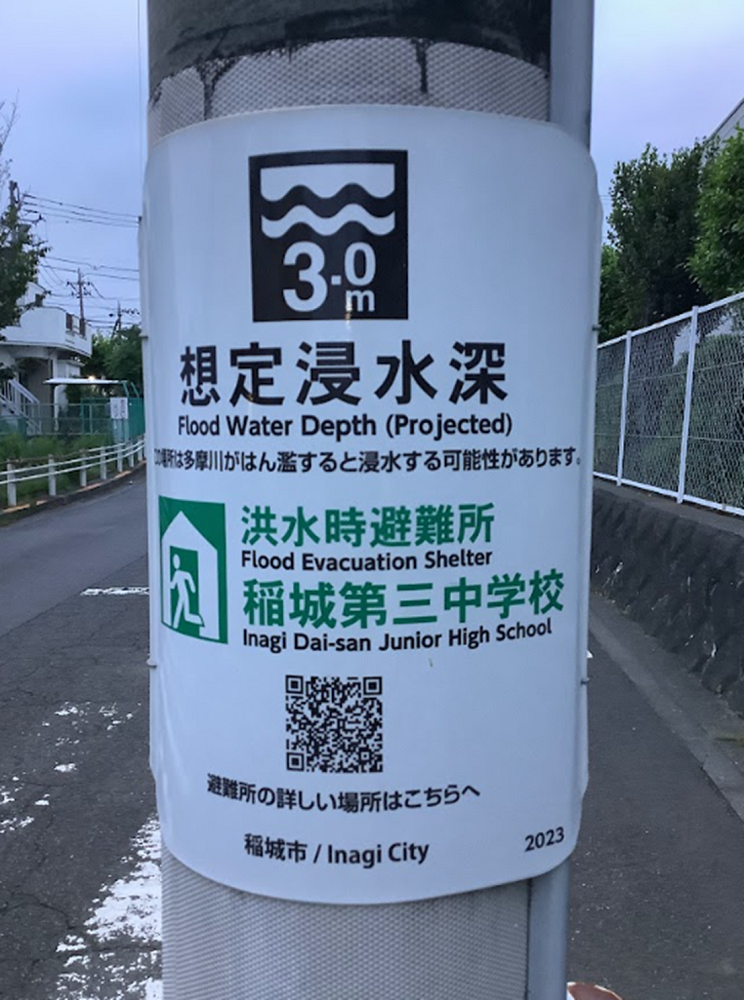 3.0m
想定浸水深
Flood Water Depth (Projected)
の場所は多摩川がはん濫すると浸水する可能性があります。
洪水時避難所
Flood Evacuation Shelter
稲城第三中学校
Inagi Dai-san Junior High School
避難所の詳しい場所はこちらへ
稲城市 / Inagi City
2023